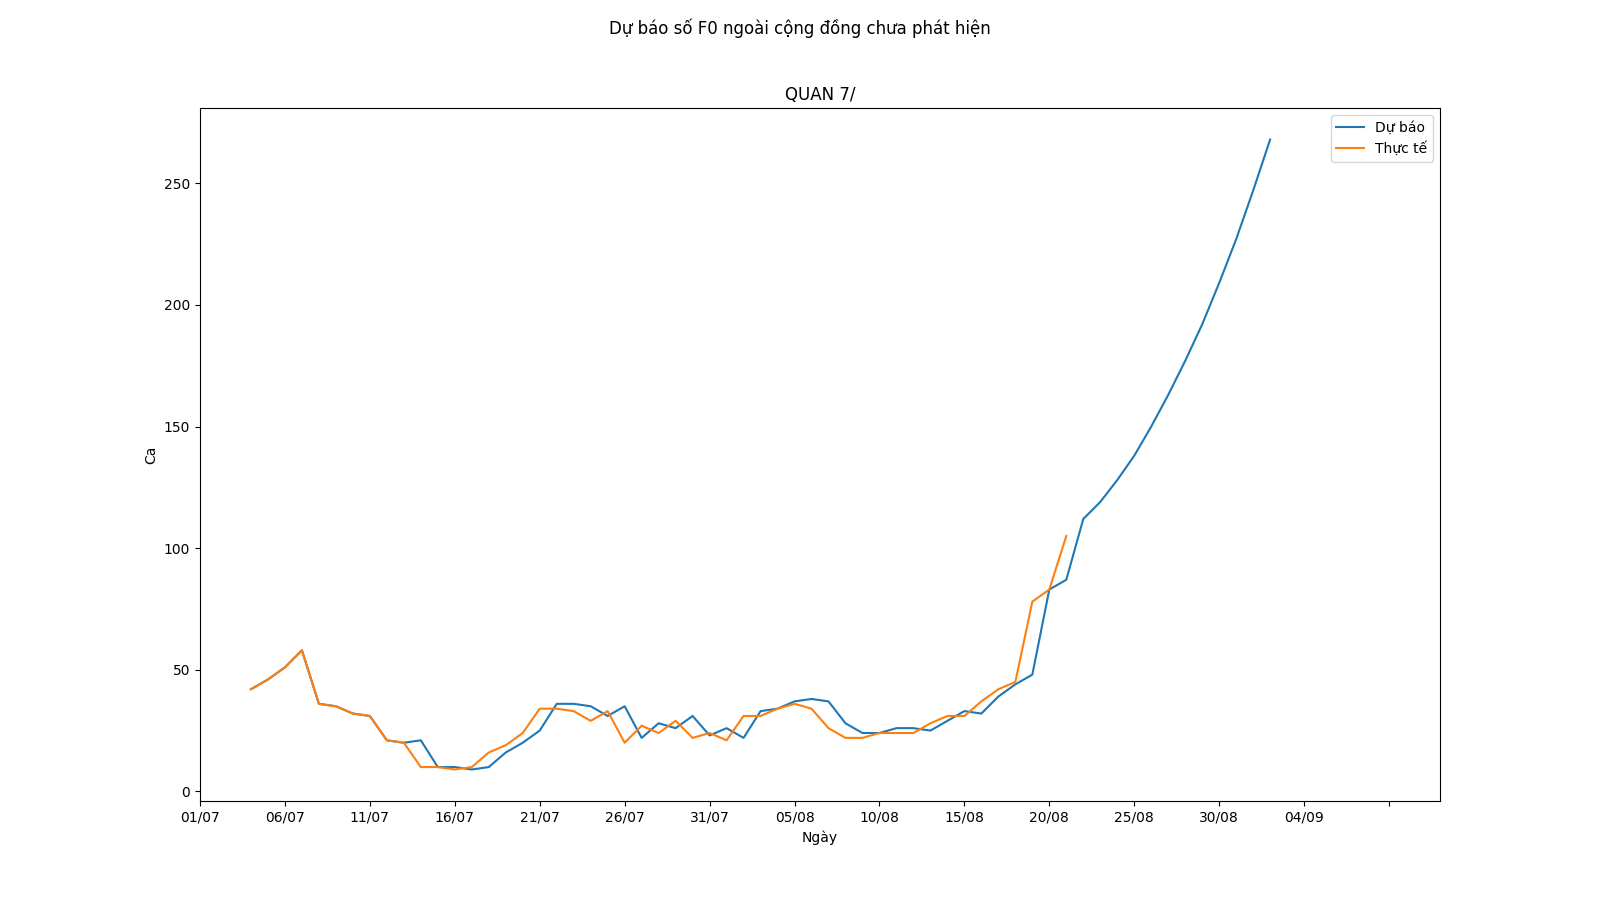 Dự báo số F0 ngoài cộng đồng chưa phát hiện
QUAN 7/
Dự báo
Thực tế
250
200
150
100
50
0
Ca
01/07 06/07 11/07 16/07 21/07 26/07 31/07 05/08 10/08 15/08 20/08 25/08 30/08 04/09
Ngày